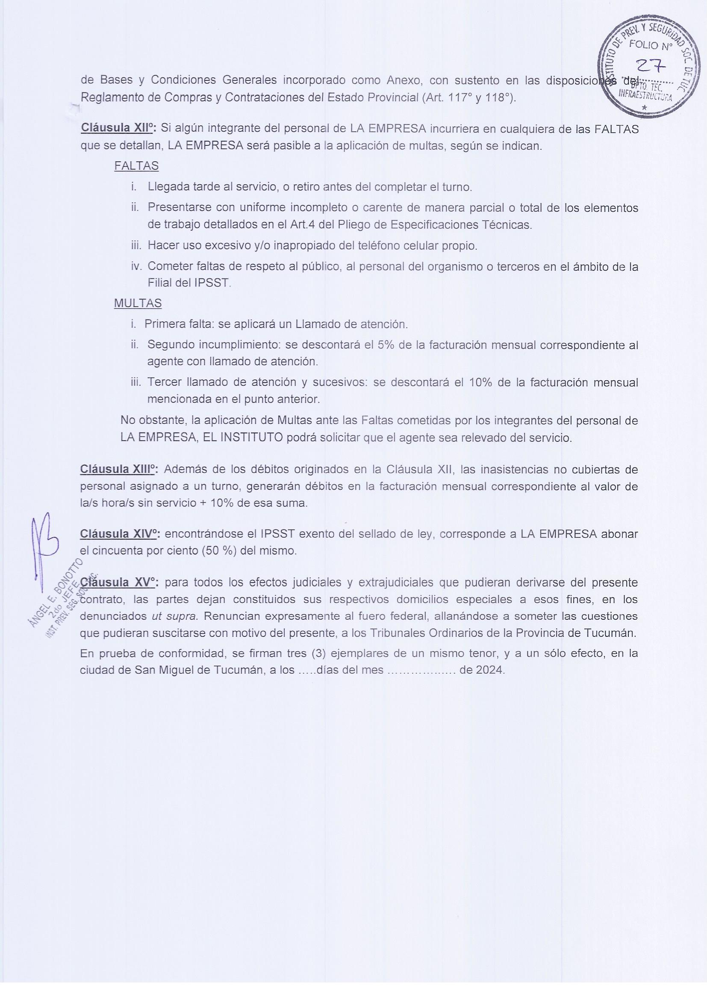 INSTITUTO DE PREV. Y SEGURIDAD SOC. DE TUC
FOLIO N°
27
DPTO. TEC.
INFRAESTRUCTURA
de Bases y Condiciones Generales incorporado como Anexo, con sustento en las disposiciones del
Reglamento de Compras y Contrataciones del Estado Provincial (Art. 117° y 118°).
Cláusula XIIº: Si algún integrante del personal de LA EMPRESA incurriera en cualquiera de las FALTAS
que se detallan, LA EMPRESA será pasible a la aplicación de multas, según se indican.
FALTAS
i. Llegada tarde al servicio, o retiro antes del completar el turno.
ii. Presentarse con uniforme incompleto o carente de manera parcial o total de los elementos
de trabajo detallados en el Art.4 del Pliego de Especificaciones Técnicas.
iii. Hacer uso excesivo y/o inapropiado del teléfono celular propio.
iv. Cometer faltas de respeto al público, al personal del organismo o terceros en el ámbito de la
Filial del IPSST.
MULTAS
i. Primera falta: se aplicará un Llamado de atención.
ii. Segundo incumplimiento: se descontará el 5% de la facturación mensual correspondiente al
agente con llamado de atención.
iii. Tercer llamado de atención y sucesivos: se descontará el 10% de la facturación mensual
mencionada en el punto anterior.
No obstante, la aplicación de Multas ante las Faltas cometidas por los integrantes del personal de
LA EMPRESA, EL INSTITUTO podrá solicitar que el agente sea relevado del servicio.
Cláusula XIIIº: Además de los débitos originados en la Cláusula XII, las inasistencias no cubiertas de
personal asignado a un turno, generarán débitos en la facturación mensual correspondiente al valor de
la/s hora/s sin servicio + 10% de esa suma.
Cláusula XIVº: encontrándose el IPSST exento del sellado de ley, corresponde a LA EMPRESA abonar
el cincuenta por ciento (50 %) del mismo.
Cláusula XV°: para todos los efectos judiciales y extrajudiciales que pudieran derivarse del presente
contrato, las partes dejan constituidos sus respectivos domicilios especiales a esos fines, en los
denunciados ut supra. Renuncian expresamente al fuero federal, allanándose a someter las cuestiones
que pudieran suscitarse con motivo del presente, a los Tribunales Ordinarios de la Provincia de Tucumán.
En prueba de conformidad, se firman tres (3) ejemplares de un mismo tenor, y a un sólo efecto, en la
ciudad de San Miguel de Tucumán, a los .....días del mes ................. de 2024.
ÁNGEL E. BONOTTO
2do JEFE
INST. PREV. SEG. SOC. TUC.